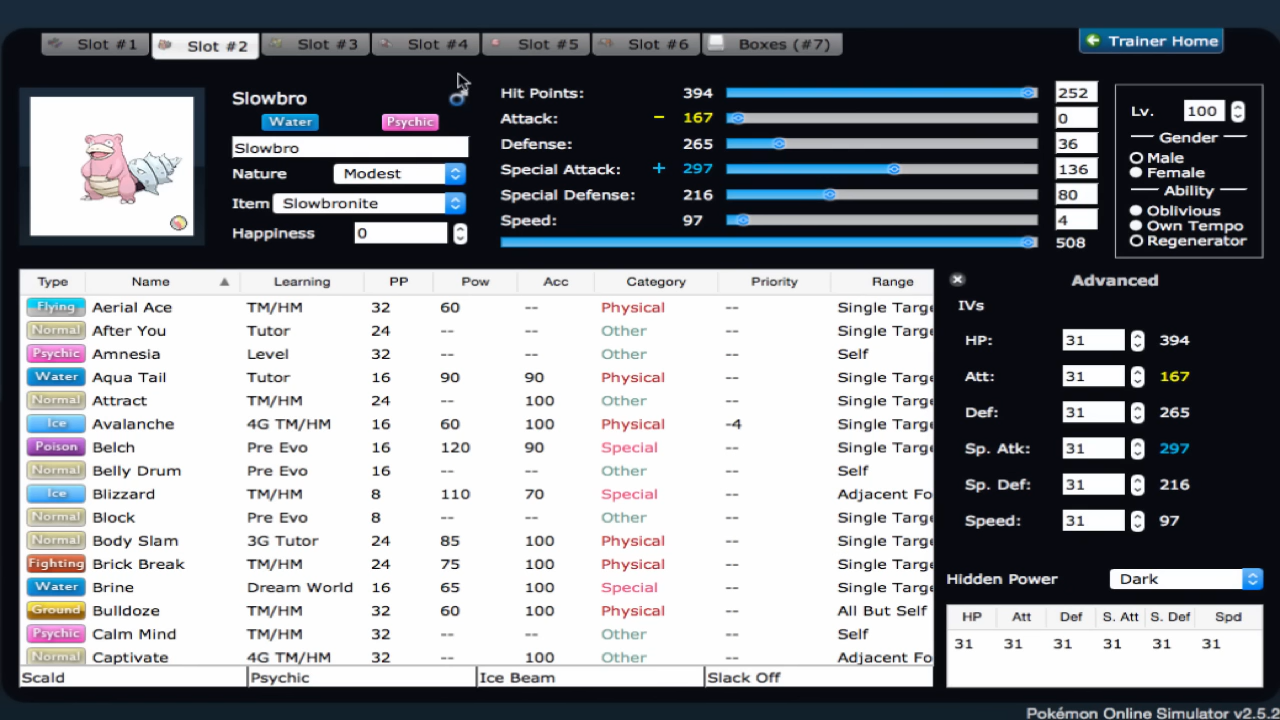 Slot #1 Slot #2 Slot #3 Slot #4 Slot #5 Slot #6 Boxes (#7) Trainer Home
Slowbro
Water Psychic
Slowbro
Nature Modest
Item Slowbronite
Happiness 0
Hit Points: 394 252
Attack: − 167 0
Defense: 265 36
Special Attack: + 297 136
Special Defense: 216 80
Speed: 97 4
508
Lv. 100
Gender
Male
Female
Ability
Oblivious
Own Tempo
Regenerator
Type Name Learning PP Pow Acc Category Priority Range
Flying Aerial Ace TM/HM 32 60 -- Physical -- Single Targe
Normal After You Tutor 24 -- -- Other -- Single Targe
Psychic Amnesia Level 32 -- -- Other -- Self
Water Aqua Tail Tutor 16 90 90 Physical -- Single Targe
Normal Attract TM/HM 24 -- 100 Other -- Single Targe
Ice Avalanche 4G TM/HM 16 60 100 Physical -4 Single Targe
Poison Belch Pre Evo 16 120 90 Special -- Single Targe
Normal Belly Drum Pre Evo 16 -- -- Other -- Self
Ice Blizzard TM/HM 8 110 70 Special -- Adjacent Fo
Normal Block Pre Evo 8 -- -- Other -- Single Targe
Normal Body Slam 3G Tutor 24 85 100 Physical -- Single Targe
Fighting Brick Break TM/HM 24 75 100 Physical -- Single Targe
Water Brine Dream World 16 65 100 Special -- Single Targe
Ground Bulldoze TM/HM 32 60 100 Physical -- All But Self
Psychic Calm Mind TM/HM 32 -- -- Other -- Self
Normal Captivate 4G TM/HM 32 -- 100 Other -- Adjacent Fo
Scald Psychic Ice Beam Slack Off
Advanced
IVs
HP: 31 394
Att: 31 167
Def: 31 265
Sp. Atk: 31 297
Sp. Def: 31 216
Speed: 31 97
Hidden Power Dark
HP Att Def S. Att S. Def Spd
31 31 31 31 31 31
Pokémon Online Simulator v2.5.2